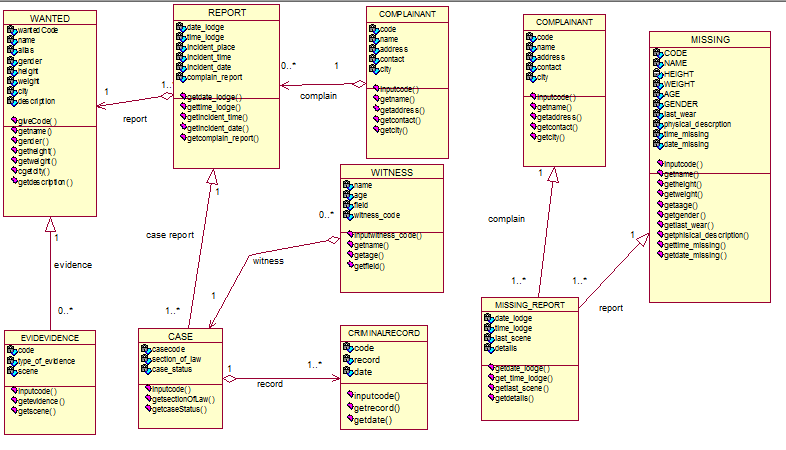 WANTED
wantedCode
name
alias
gender
height
weight
city
description
giveCode()
getname()
gender()
getheight()
getweight()
cgetcity()
getdescription()
REPORT
date_lodge
time_lodge
incident_place
incident_time
incident_date
complain_report
getdate_lodge()
gettime_lodge()
getincident_time()
getincident_date()
getcomplain_report()
COMPLAINANT
code
name
address
contact
city
inputcode()
getname()
getaddress()
getcontact()
getcity()
COMPLAINANT
code
name
address
contact
city
inputcode()
getname()
getaddress()
getcontact()
getcity()
MISSING
CODE
NAME
HEIGHT
WEIGHT
AGE
GENDER
last_wear
physical_descrption
time_missing
date_missing
inputcode()
getname()
getheight()
getweight()
getaage()
getgender()
getlast_wear()
getphisical_description()
gettime_missing()
getdate_missing()
1
1..
report
0..*
1
complain
WITNESS
name
age
field
witness_code
inputwitness_code()
getname()
getage()
getfield()
1
case report
1..*
0..*
witness
1
1
evidence
0..*
1
complain
1..*
1
1..*
report
EVIDEVIDENCE
code
type_of_evidence
scene
inputcode()
getevidence()
getscene()
CASE
casecode
section_of_law
case_status
inputcode()
getsectionOfLaw()
getcaseStatus()
1
record
1..*
CRIMINALRECORD
code
record
date
inputcode()
getrecord()
getdate()
MISSING_REPORT
date_lodge
time_lodge
last_scene
details
getdate_lodge()
get_time_lodge()
getlast_scene()
getdetails()